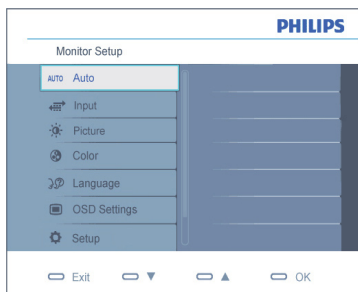 PHILIPS
Monitor Setup
AUTO Auto
Input
Picture
Color
Language
OSD Settings
Setup
Exit ▼ ▲ OK